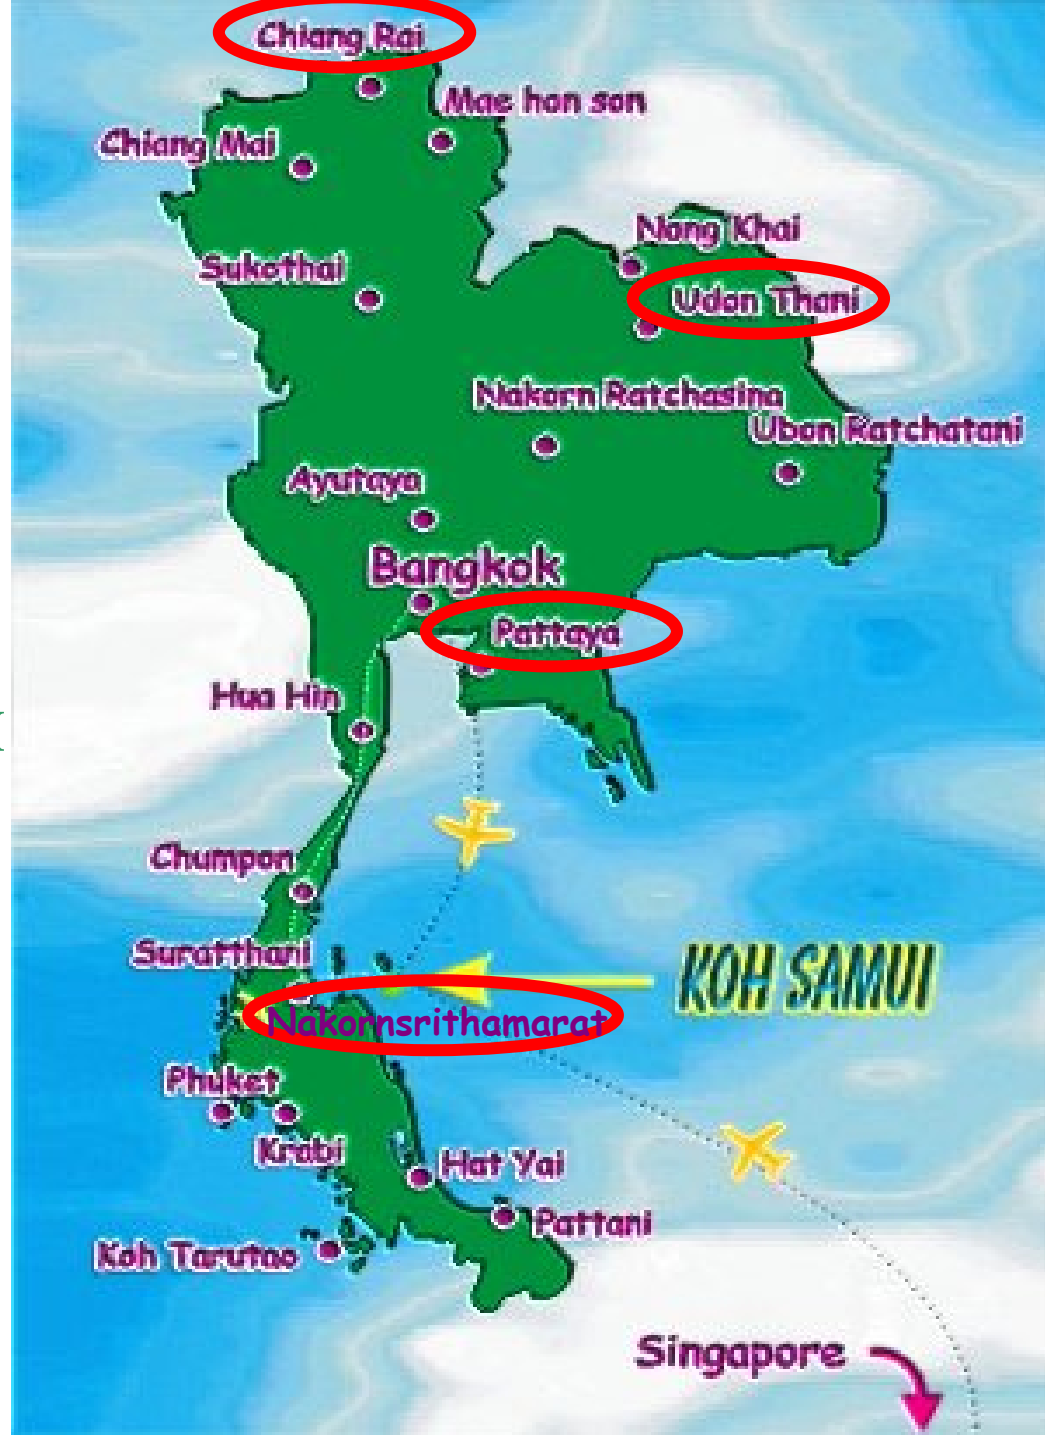 Chiang Rai
Mae hon son
Chiang Mai
Nong Khai
Sukothai
Udon Thani
Nakorn Ratchasina
Ubon Ratchatani
Ayutaya
Bangkok
Pattaya
Hua Hin
Chumpon
Suratthani
KOH SAMUI
Nakornsrithamarat
Phuket
Krabi
Hat Yai
Pattani
Koh Tarutao
Singapore